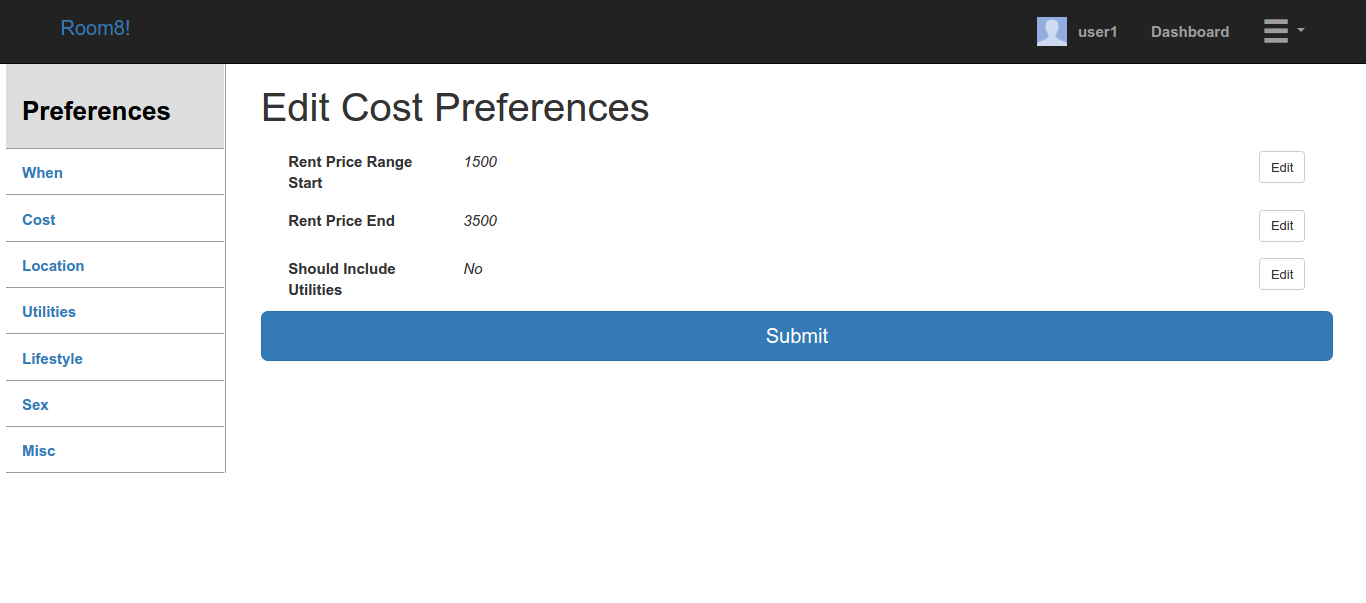 Room8!
user1 Dashboard
Preferences
When
Cost
Location
Utilities
Lifestyle
Sex
Misc
Edit Cost Preferences
Rent Price Range 1500 Edit
Start
Rent Price End 3500 Edit
Should Include No Edit
Utilities
Submit